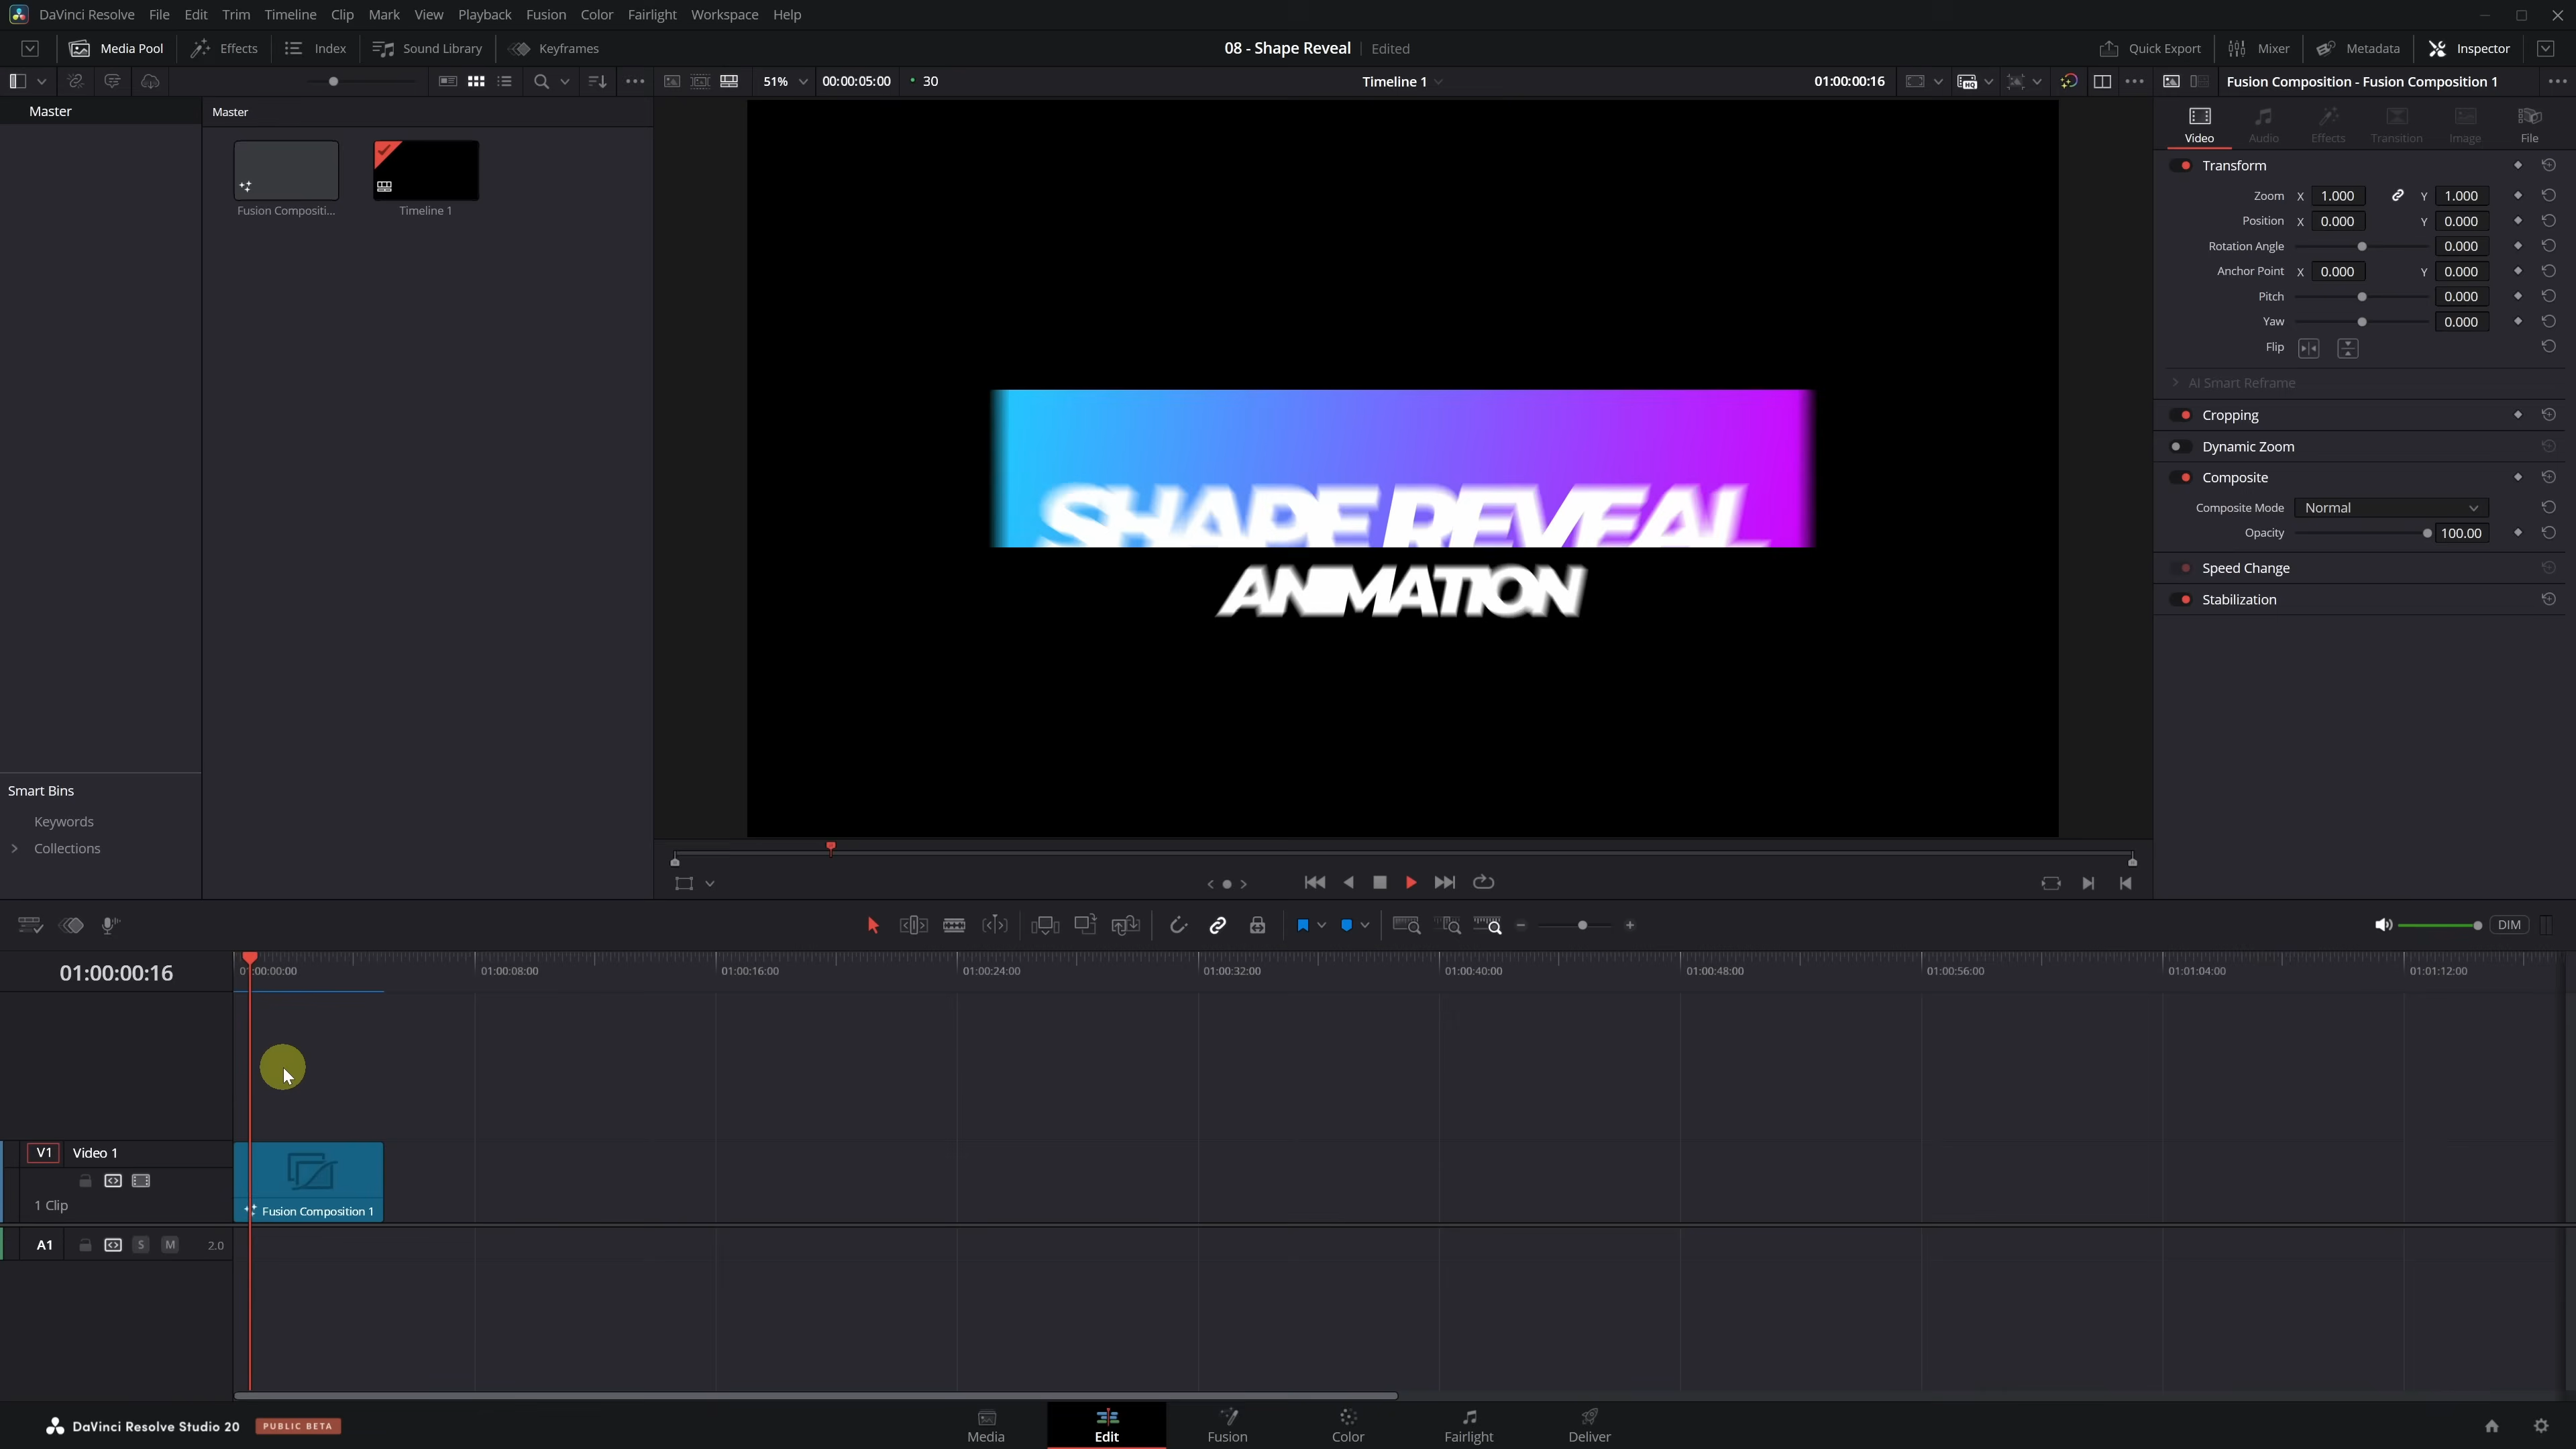 DaVinci Resolve File Edit Trim Timeline Clip Mark View Playback Fusion Color Fairlight Workspace Help
Media Pool Effects Index Sound Library Keyframes 08 - Shape Reveal Edited Quick Export Mixer Metadata Inspector
51% 00:00:05:00 30 Timeline 1 01:00:00:16 Fusion Composition - Fusion Composition 1
Master Master
Fusion Compositi... Timeline 1
Video Audio Effects Transition Image File
Transform
Zoom X 1.000 Y 1.000
Position X 0.000 Y 0.000
Rotation Angle 0.000
Anchor Point X 0.000 Y 0.000
Pitch 0.000
Yaw 0.000
Flip
AI Smart Reframe
Cropping
Dynamic Zoom
Composite
Composite Mode Normal
Opacity 100.00
Speed Change
Stabilization
SHAPE REVEAL
ANIMATION
Smart Bins
Keywords
Collections
DIM
01:00:00:16
01:00:00:00 01:00:08:00 01:00:16:00 01:00:24:00 01:00:32:00 01:00:40:00 01:00:48:00 01:00:56:00 01:01:04:00 01:01:12:00
V1 Video 1
1 Clip
Fusion Composition 1
A1 S M 2.0
DaVinci Resolve Studio 20 PUBLIC BETA
Media Edit Fusion Color Fairlight Deliver